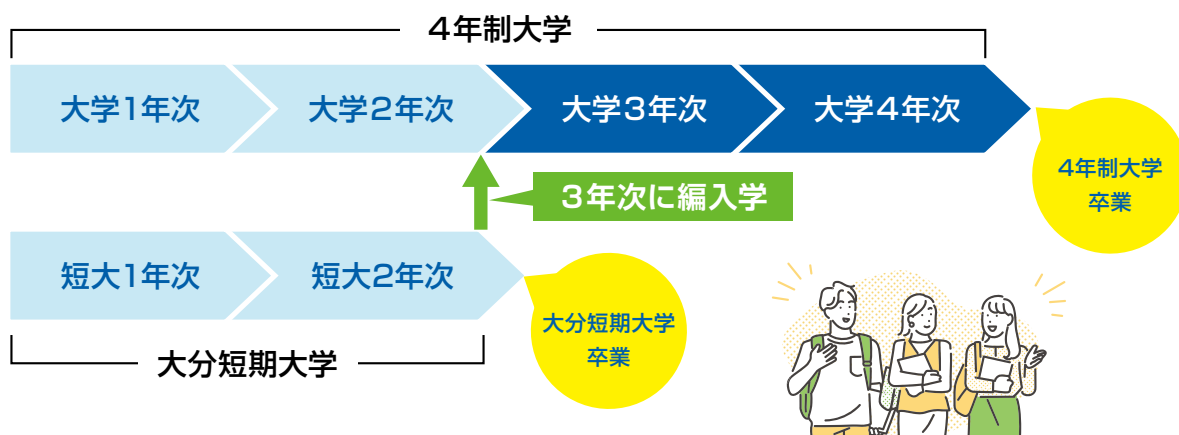 4年制大学
大学1年次
大学2年次
大学3年次
大学4年次
4年制大学
卒業
3年次に編入学
短大1年次
短大2年次
大分短期大学
卒業
大分短期大学